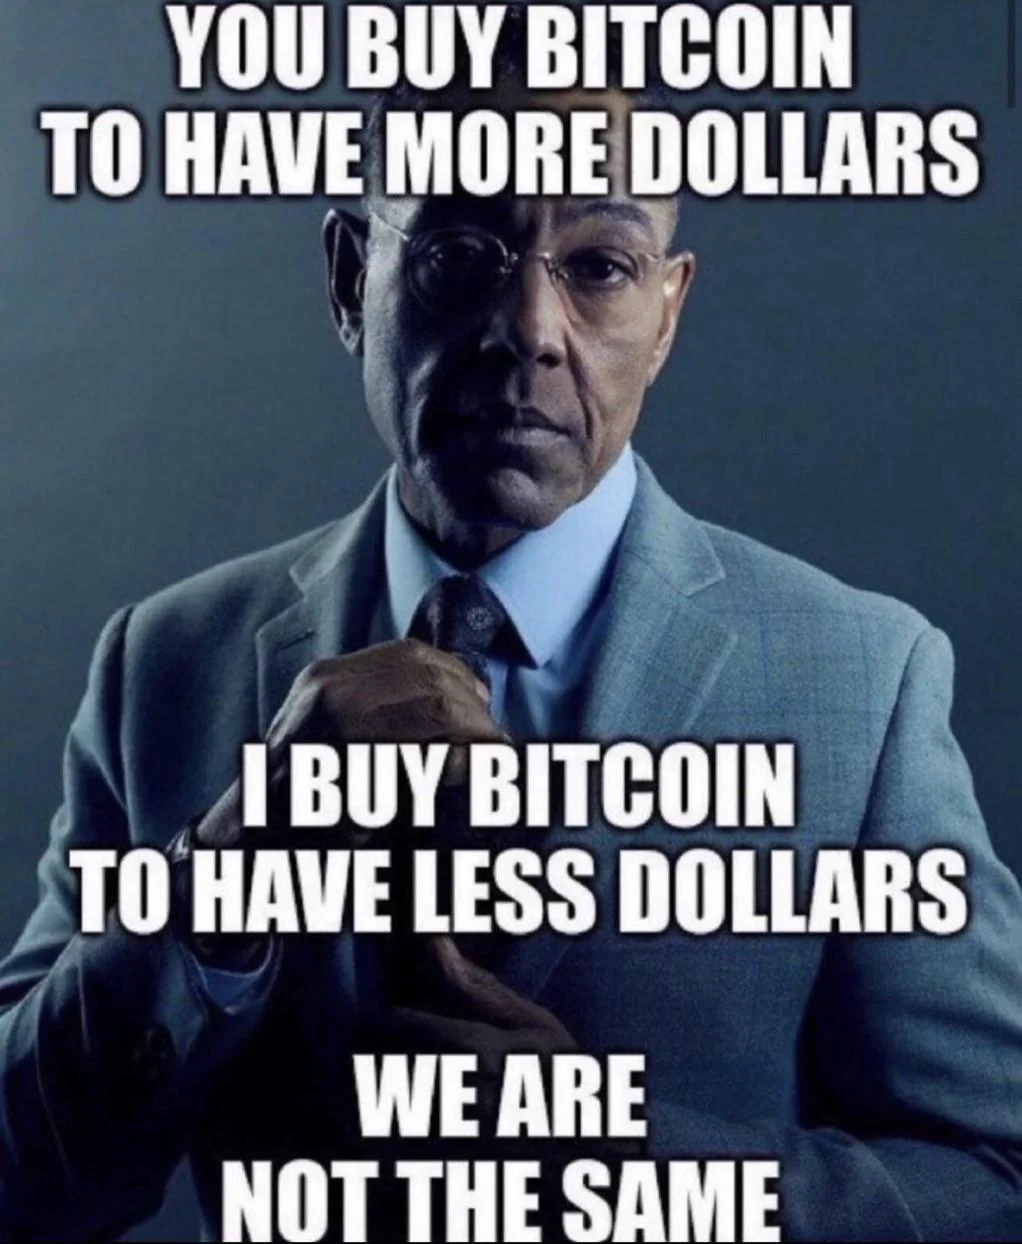 YOU BUY BITCOIN
TO HAVE MORE DOLLARS
I BUY BITCOIN
TO HAVE LESS DOLLARS
WE ARE
NOT THE SAME